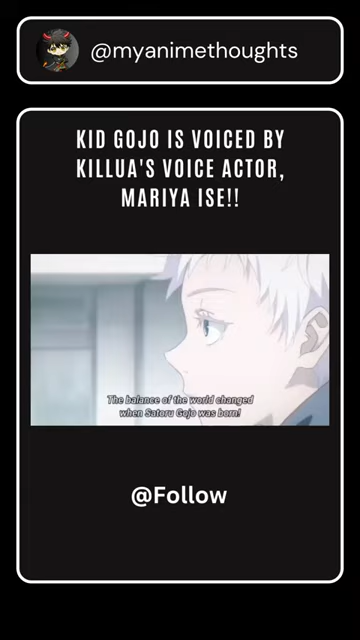 @myanimethoughts
KID GOJO IS VOICED BY
KILLUA'S VOICE ACTOR,
MARIYA ISE!!
The balance of the world changed
when Satoru Gojo was born!
@Follow